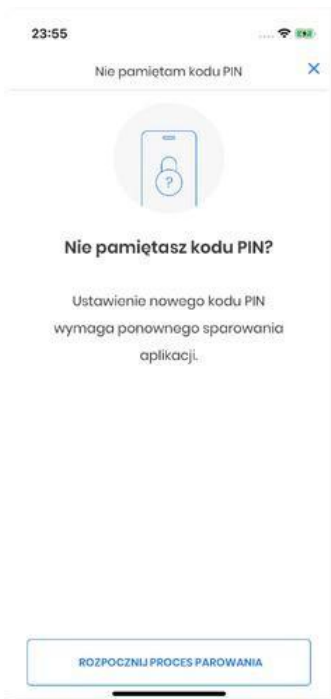 23:55
Nie pamiętam kodu PIN
?
Nie pamiętasz kodu PIN?
Ustawienie nowego kodu PIN
wymaga ponownego sparowania
aplikacji.
ROZPOCZNIJ PROCES PAROWANIA